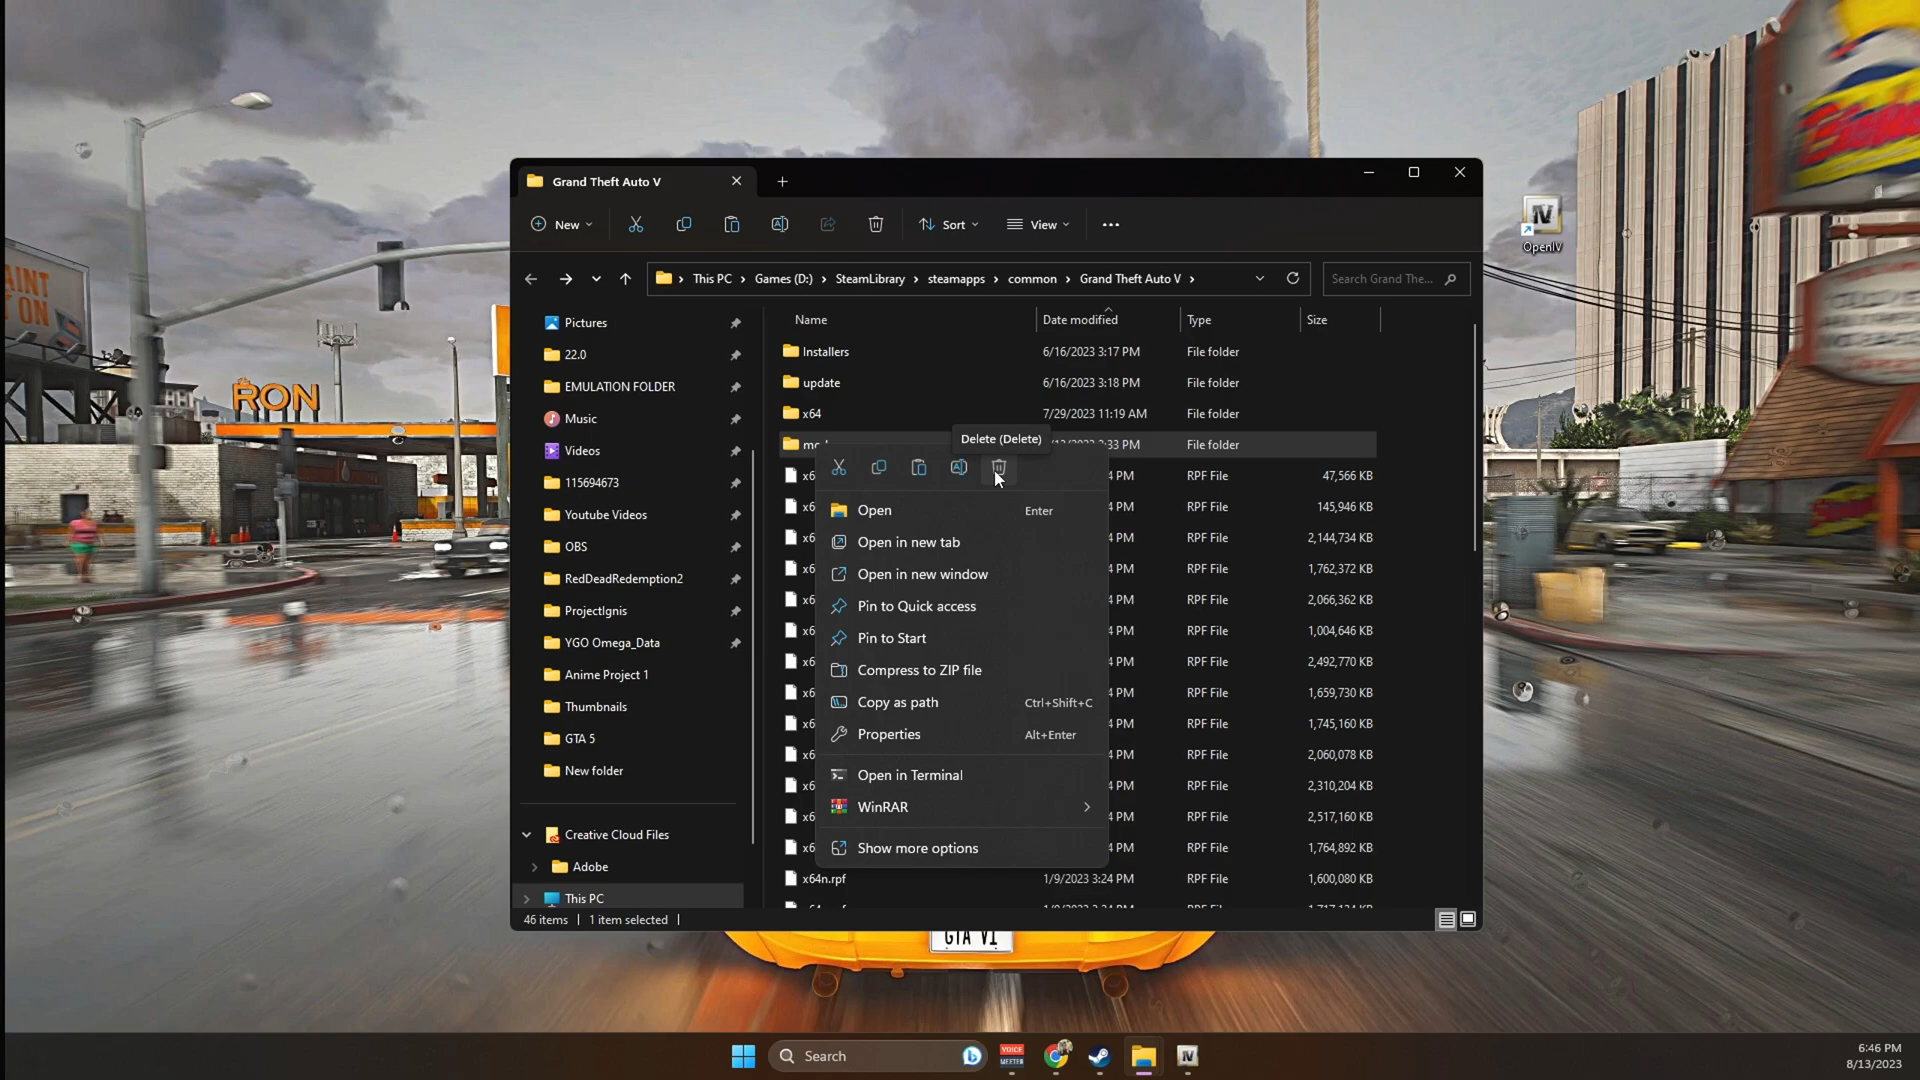 Grand Theft Auto V
New
Sort
View
This PC
Games (D:)
SteamLibrary
steamapps
common
Grand Theft Auto V
Search Grand The...
Pictures
22.0
EMULATION FOLDER
Music
Videos
115694673
Youtube Videos
OBS
RedDeadRedemption2
ProjectIgnis
YGO Omega_Data
Anime Project 1
Thumbnails
GTA 5
New folder
Creative Cloud Files
Adobe
This PC
46 items
1 item selected
Name Date modified Type Size
Installers 6/16/2023 3:17 PM File folder
update 6/16/2023 3:18 PM File folder
x64 7/29/2023 11:19 AM File folder
File folder
Delete (Delete)
RPF File 47,566 KB
RPF File 145,946 KB
RPF File 2,144,734 KB
RPF File 1,762,372 KB
RPF File 2,066,362 KB
RPF File 1,004,646 KB
RPF File 2,492,770 KB
RPF File 1,659,730 KB
RPF File 1,745,160 KB
RPF File 2,060,078 KB
RPF File 2,310,204 KB
RPF File 2,517,160 KB
RPF File 1,764,892 KB
x64n.rpf 1/9/2023 3:24 PM RPF File 1,600,080 KB
Open Enter
Open in new tab
Open in new window
Pin to Quick access
Pin to Start
Compress to ZIP file
Copy as path Ctrl+Shift+C
Properties Alt+Enter
Open in Terminal
WinRAR
Show more options
OpenIV
RON
GTA VI
Search
VOICE
MEETER
6:46 PM
8/13/2023